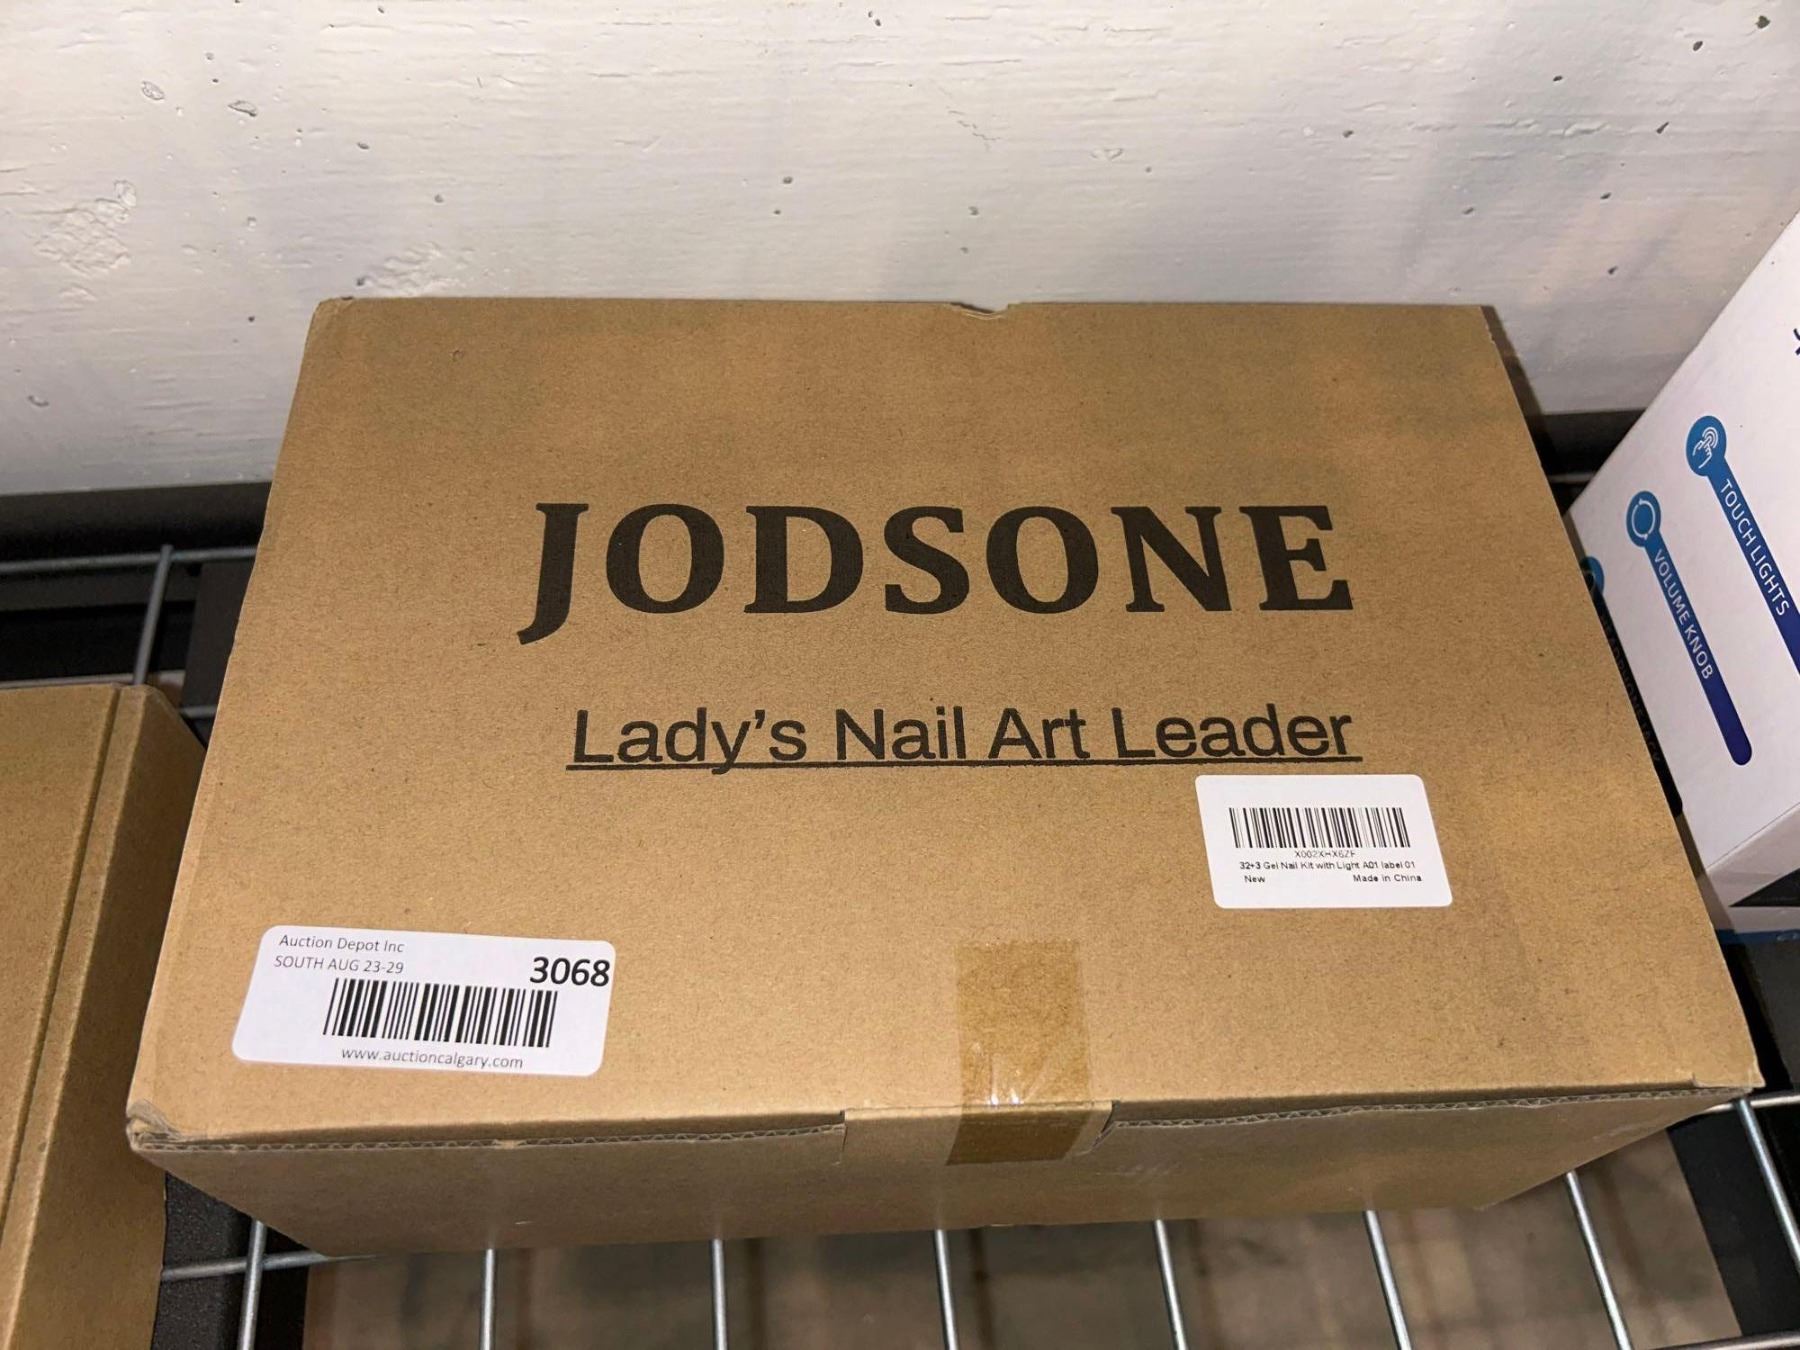 JODSONE
Lady's Nail Art Leader
32+3 Gel Nail Kit with Light A01 label 01
New Made in China
Auction Depot Inc
SOUTH AUG 23-29
3068
www.auctioncalgary.com
TOUCH LIGHTS
VOLUME KNOB